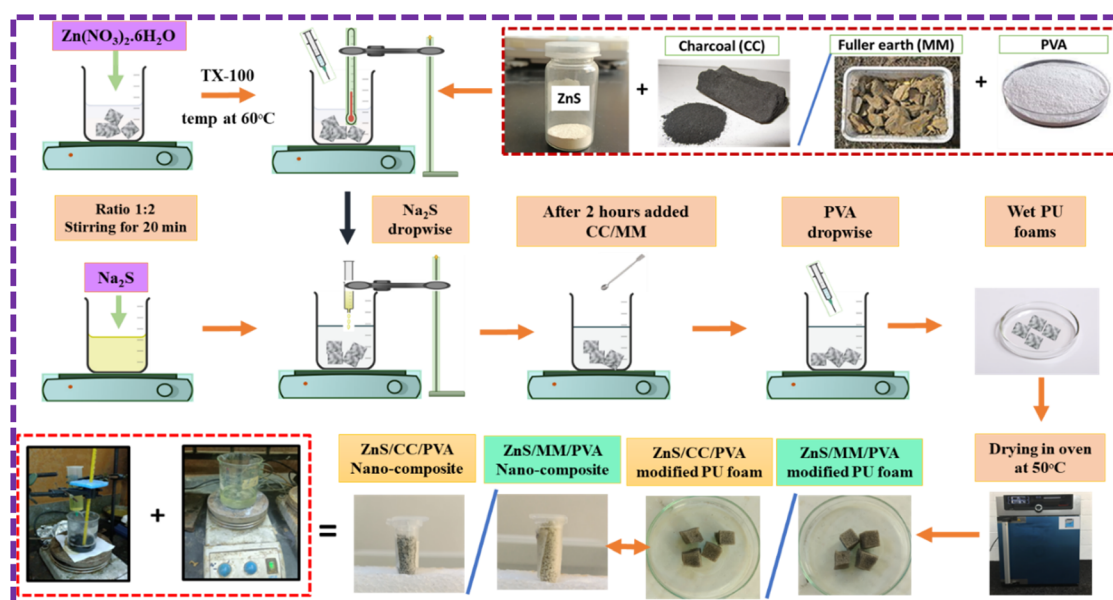 Zn(NO₃)₂.6H₂O
TX-100
temp at 60°C
ZnS
+
Charcoal (CC)
Fuller earth (MM)
+
PVA
Ratio 1:2
Stirring for 20 min
Na₂S
dropwise
After 2 hours added
CC/MM
PVA
dropwise
Wet PU
foams
Na₂S
Drying in oven
at 50°C
+
=
ZnS/CC/PVA
Nano-composite
ZnS/MM/PVA
Nano-composite
ZnS/CC/PVA
modified PU foam
ZnS/MM/PVA
modified PU foam